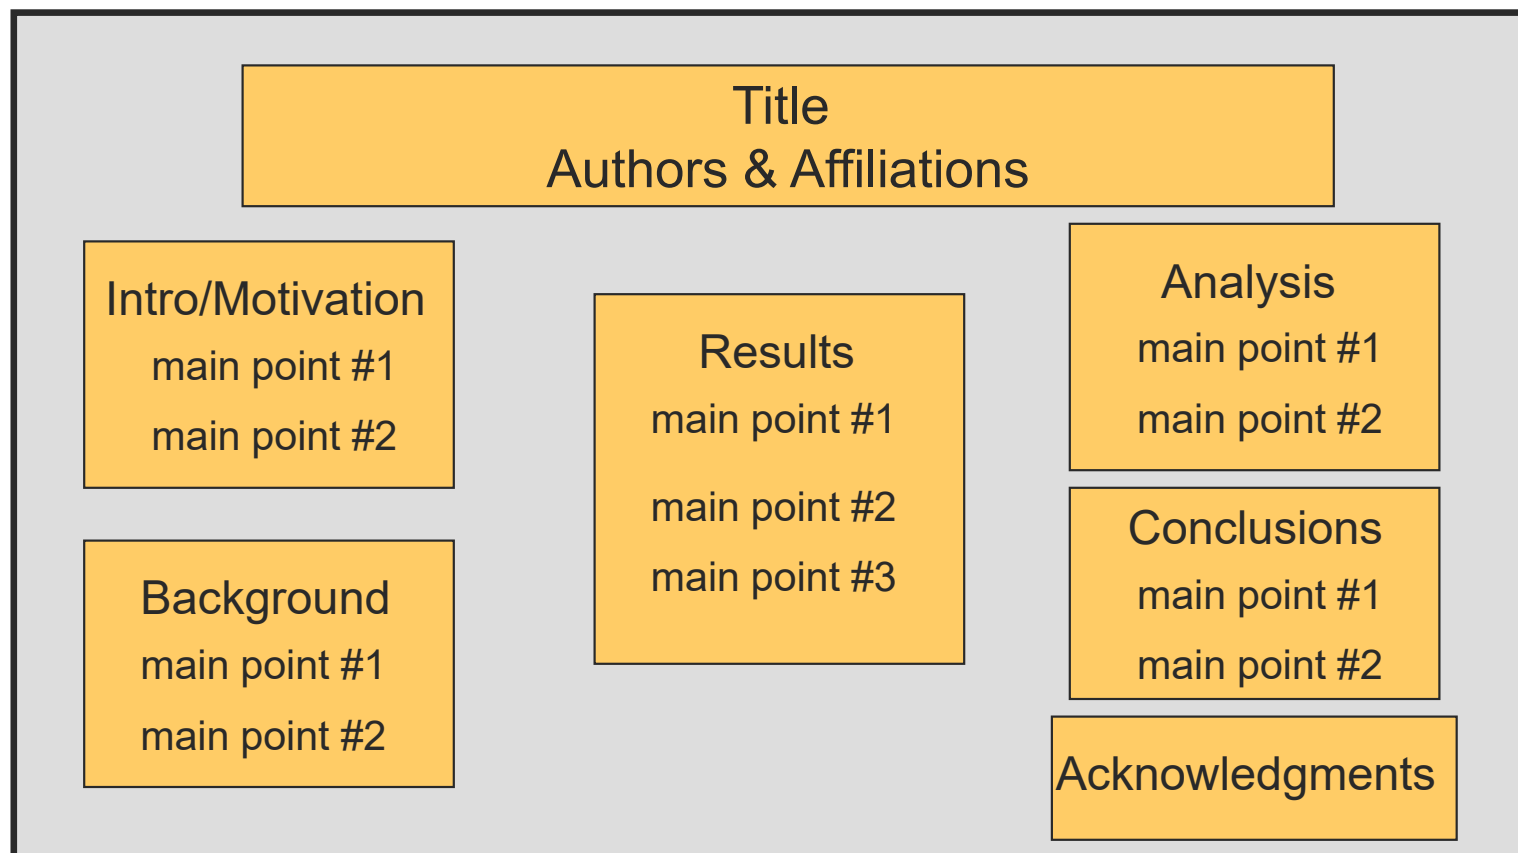 Title
Authors & Affiliations
Intro/Motivation
main point #1
main point #2
Background
main point #1
main point #2
Results
main point #1
main point #2
main point #3
Analysis
main point #1
main point #2
Conclusions
main point #1
main point #2
Acknowledgments